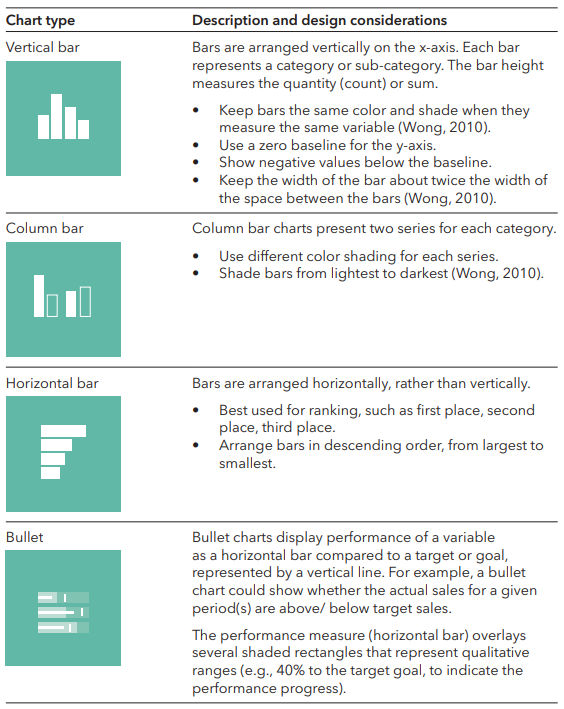 Chart type
Description and design considerations
Vertical bar
Bars are arranged vertically on the x-axis. Each bar
represents a category or sub-category. The bar height
measures the quantity (count) or sum.
• Keep bars the same color and shade when they
measure the same variable (Wong, 2010).
• Use a zero baseline for the y-axis.
• Show negative values below the baseline.
• Keep the width of the bar about twice the width of
the space between the bars (Wong, 2010).
Column bar
Column bar charts present two series for each category.
• Use different color shading for each series.
• Shade bars from lightest to darkest (Wong, 2010).
Horizontal bar
Bars are arranged horizontally, rather than vertically.
• Best used for ranking, such as first place, second
place, third place.
• Arrange bars in descending order, from largest to
smallest.
Bullet
Bullet charts display performance of a variable
as a horizontal bar compared to a target or goal,
represented by a vertical line. For example, a bullet
chart could show whether the actual sales for a given
period(s) are above/ below target sales.
The performance measure (horizontal bar) overlays
several shaded rectangles that represent qualitative
ranges (e.g., 40% to the target goal, to indicate the
performance progress).